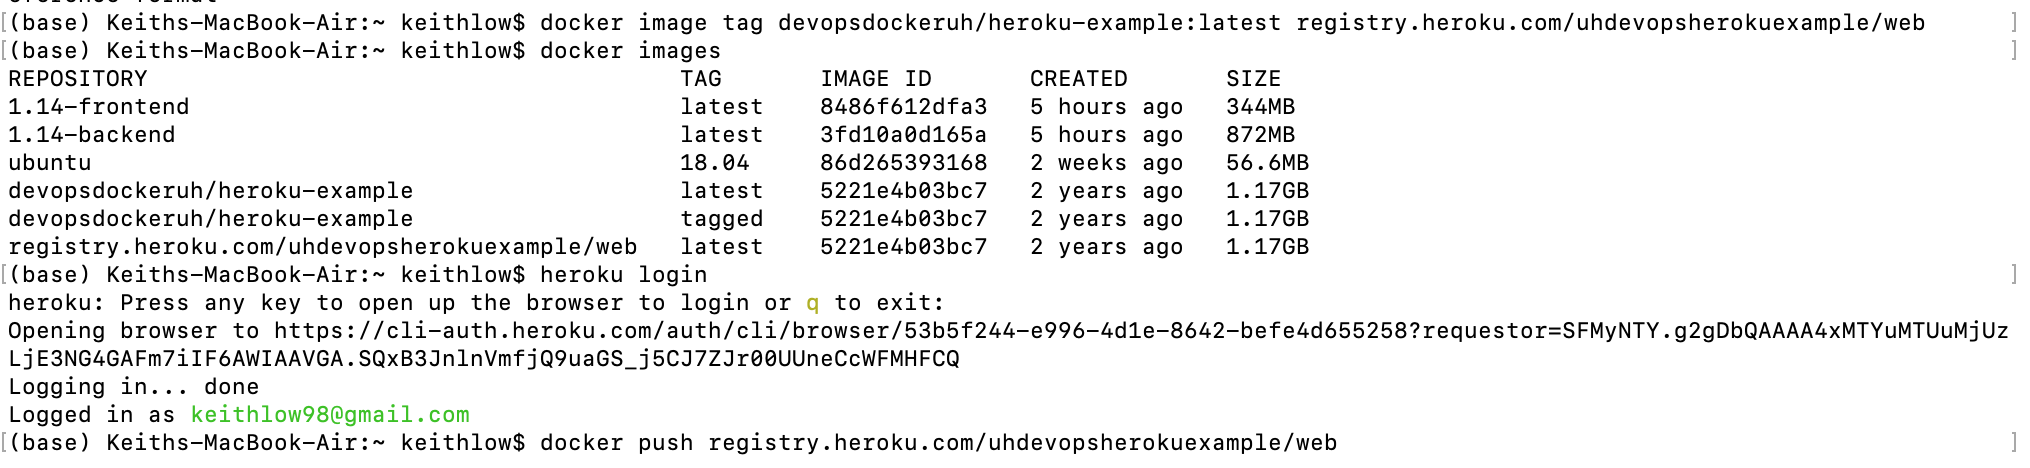 [(base) Keiths-MacBook-Air:~ keithlow$ docker image tag devopsdockeruh/heroku-example:latest registry.heroku.com/uhdevopsherokuexample/web ]
[(base) Keiths-MacBook-Air:~ keithlow$ docker images ]
REPOSITORY TAG IMAGE ID CREATED SIZE
1.14-frontend latest 8486f612dfa3 5 hours ago 344MB
1.14-backend latest 3fd10a0d165a 5 hours ago 872MB
ubuntu 18.04 86d265393168 2 weeks ago 56.6MB
devopsdockeruh/heroku-example latest 5221e4b03bc7 2 years ago 1.17GB
devopsdockeruh/heroku-example tagged 5221e4b03bc7 2 years ago 1.17GB
registry.heroku.com/uhdevopsherokuexample/web latest 5221e4b03bc7 2 years ago 1.17GB
[(base) Keiths-MacBook-Air:~ keithlow$ heroku login ]
heroku: Press any key to open up the browser to login or q to exit:
Opening browser to https://cli-auth.heroku.com/auth/cli/browser/53b5f244-e996-4d1e-8642-befe4d655258?requestor=SFMyNTY.g2gDbQAAAA4xMTYuMTUuMjUz
LjE3NG4GAFm7iIF6AWIAAVGA.SQxB3JnlnVmfjQ9uaGS_j5CJ7ZJr00UUneCcWFMHFCQ
Logging in... done
Logged in as keithlow98@gmail.com
[(base) Keiths-MacBook-Air:~ keithlow$ docker push registry.heroku.com/uhdevopsherokuexample/web ]